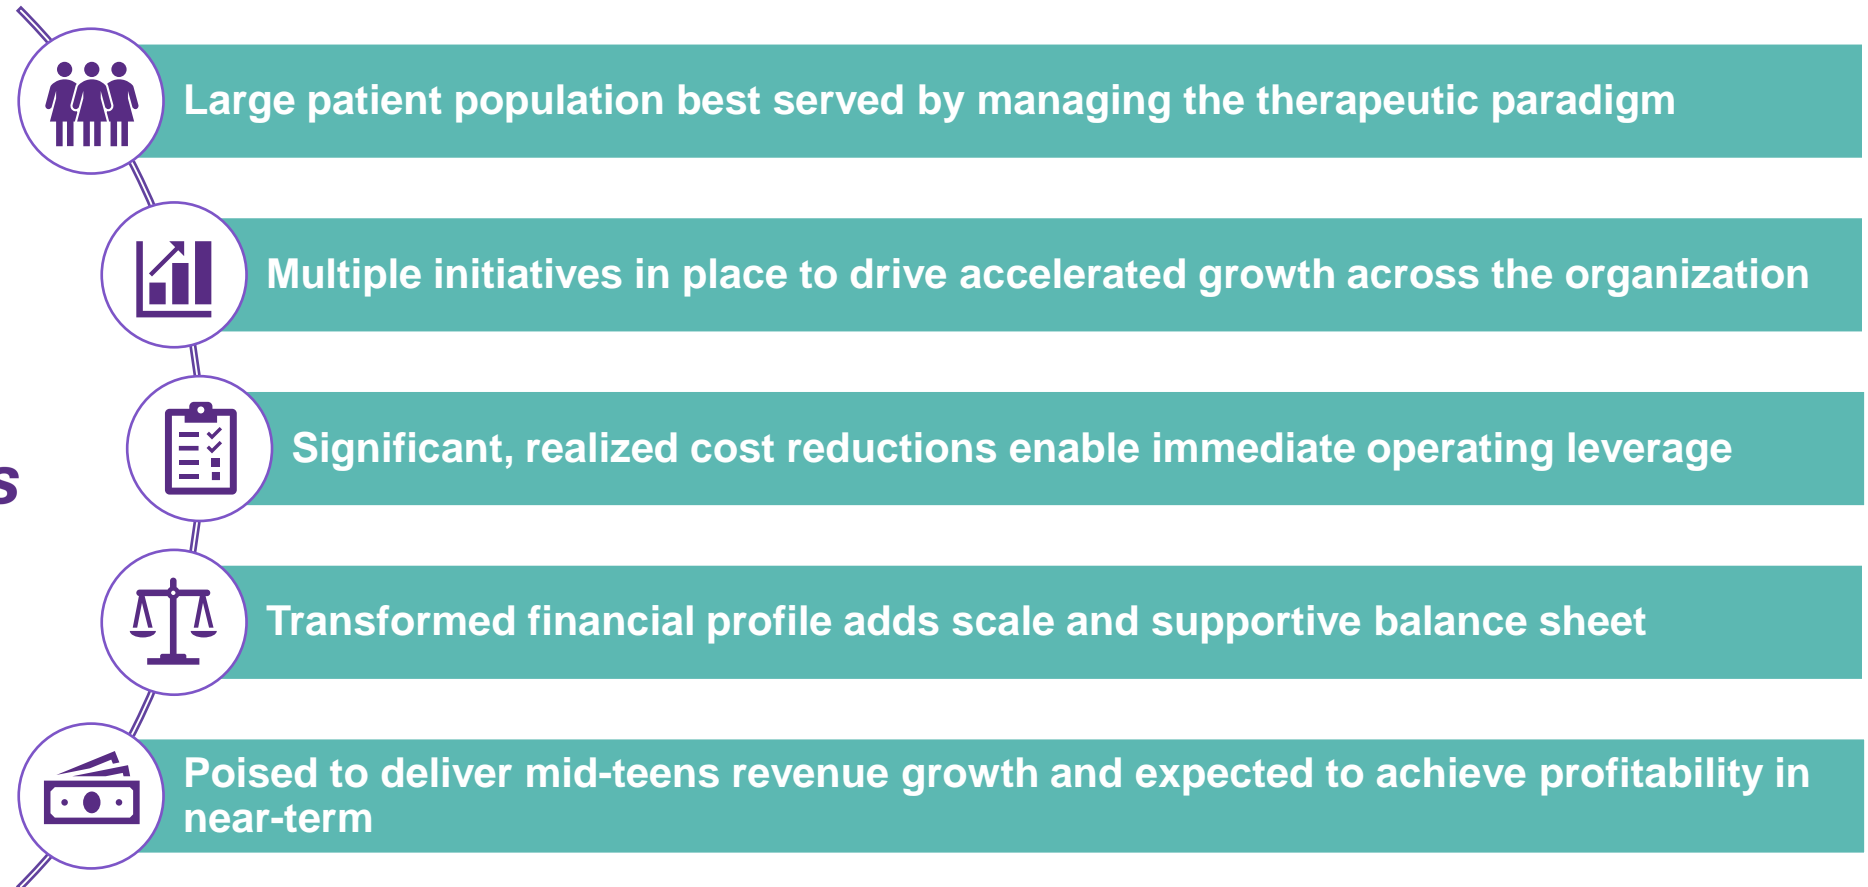 Large patient population best served by managing the therapeutic paradigm
Multiple initiatives in place to drive accelerated growth across the organization
s
Significant, realized cost reductions enable immediate operating leverage
Transformed financial profile adds scale and supportive balance sheet
Poised to deliver mid-teens revenue growth and expected to achieve profitability in
near-term